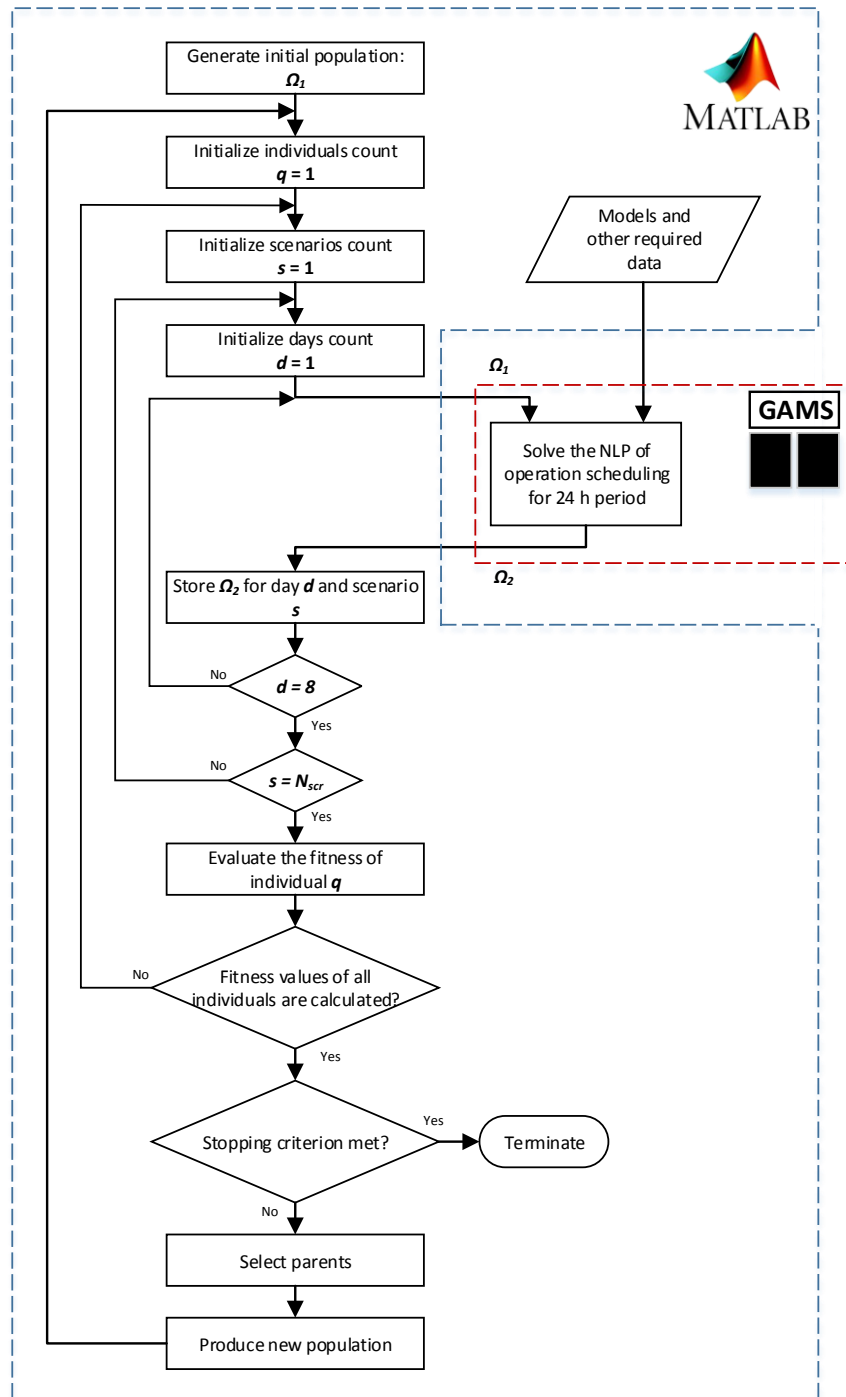 Generate initial population:
Ω₁
MATLAB
Initialize individuals count
q = 1
Models and
other required
data
Initialize scenarios count
s = 1
Initialize days count
d = 1
Ω₁
GAMS
Solve the NLP of
operation scheduling
for 24 h period
Ω₂
Store Ω₂ for day d and scenario
s
No
d = 8
Yes
No
s = Nscr
Yes
Evaluate the fitness of
individual q
No
Fitness values of all
individuals are calculated?
Yes
Yes
Stopping criterion met?
Terminate
No
Select parents
Produce new population